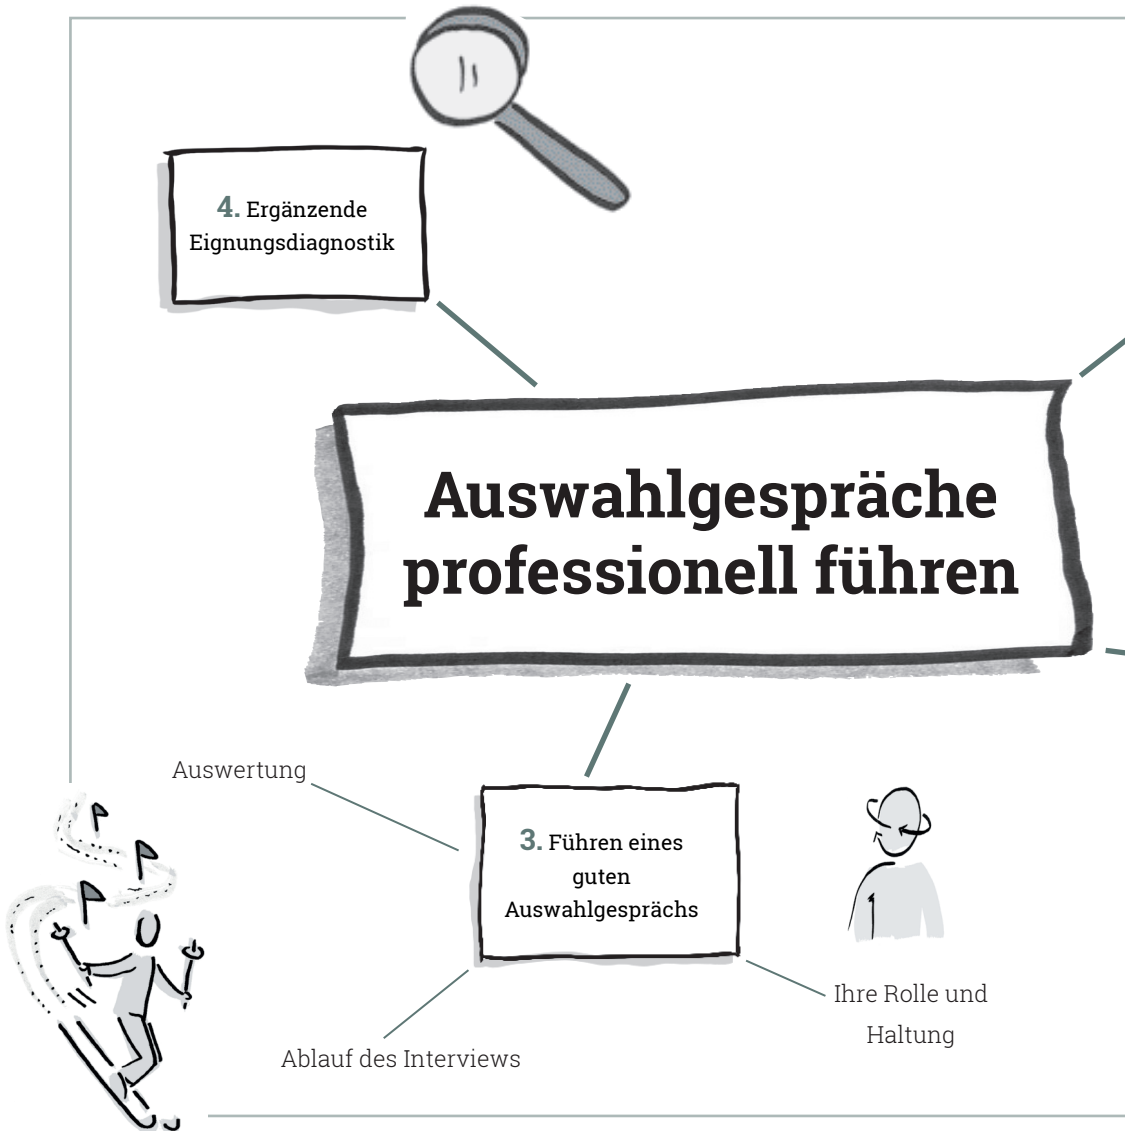 4. Ergänzende
Eignungsdiagnostik
Auswahlgespräche
professionell führen
Auswertung
3. Führen eines
guten
Auswahlgesprächs
Ihre Rolle und
Haltung
Ablauf des Interviews